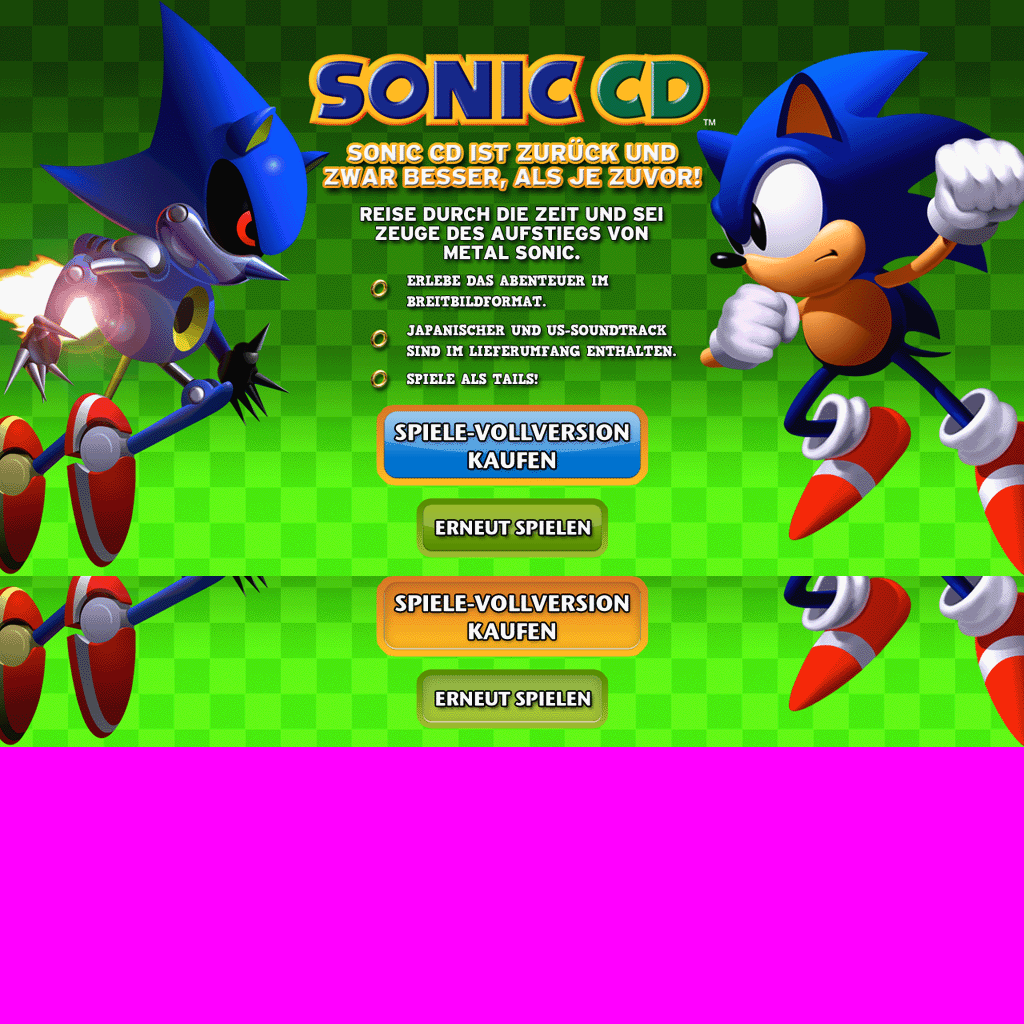 SONIC CD™
SONIC CD IST ZURÜCK UND
ZWAR BESSER, ALS JE ZUVOR!
REISE DURCH DIE ZEIT UND SEI
ZEUGE DES AUFSTIEGS VON
METAL SONIC.
ERLEBE DAS ABENTEUER IM
BREITBILDFORMAT.
JAPANISCHER UND US-SOUNDTRACK
SIND IM LIEFERUMFANG ENTHALTEN.
SPIELE ALS TAILS!
SPIELE-VOLLVERSION
KAUFEN
ERNEUT SPIELEN
SPIELE-VOLLVERSION
KAUFEN
ERNEUT SPIELEN